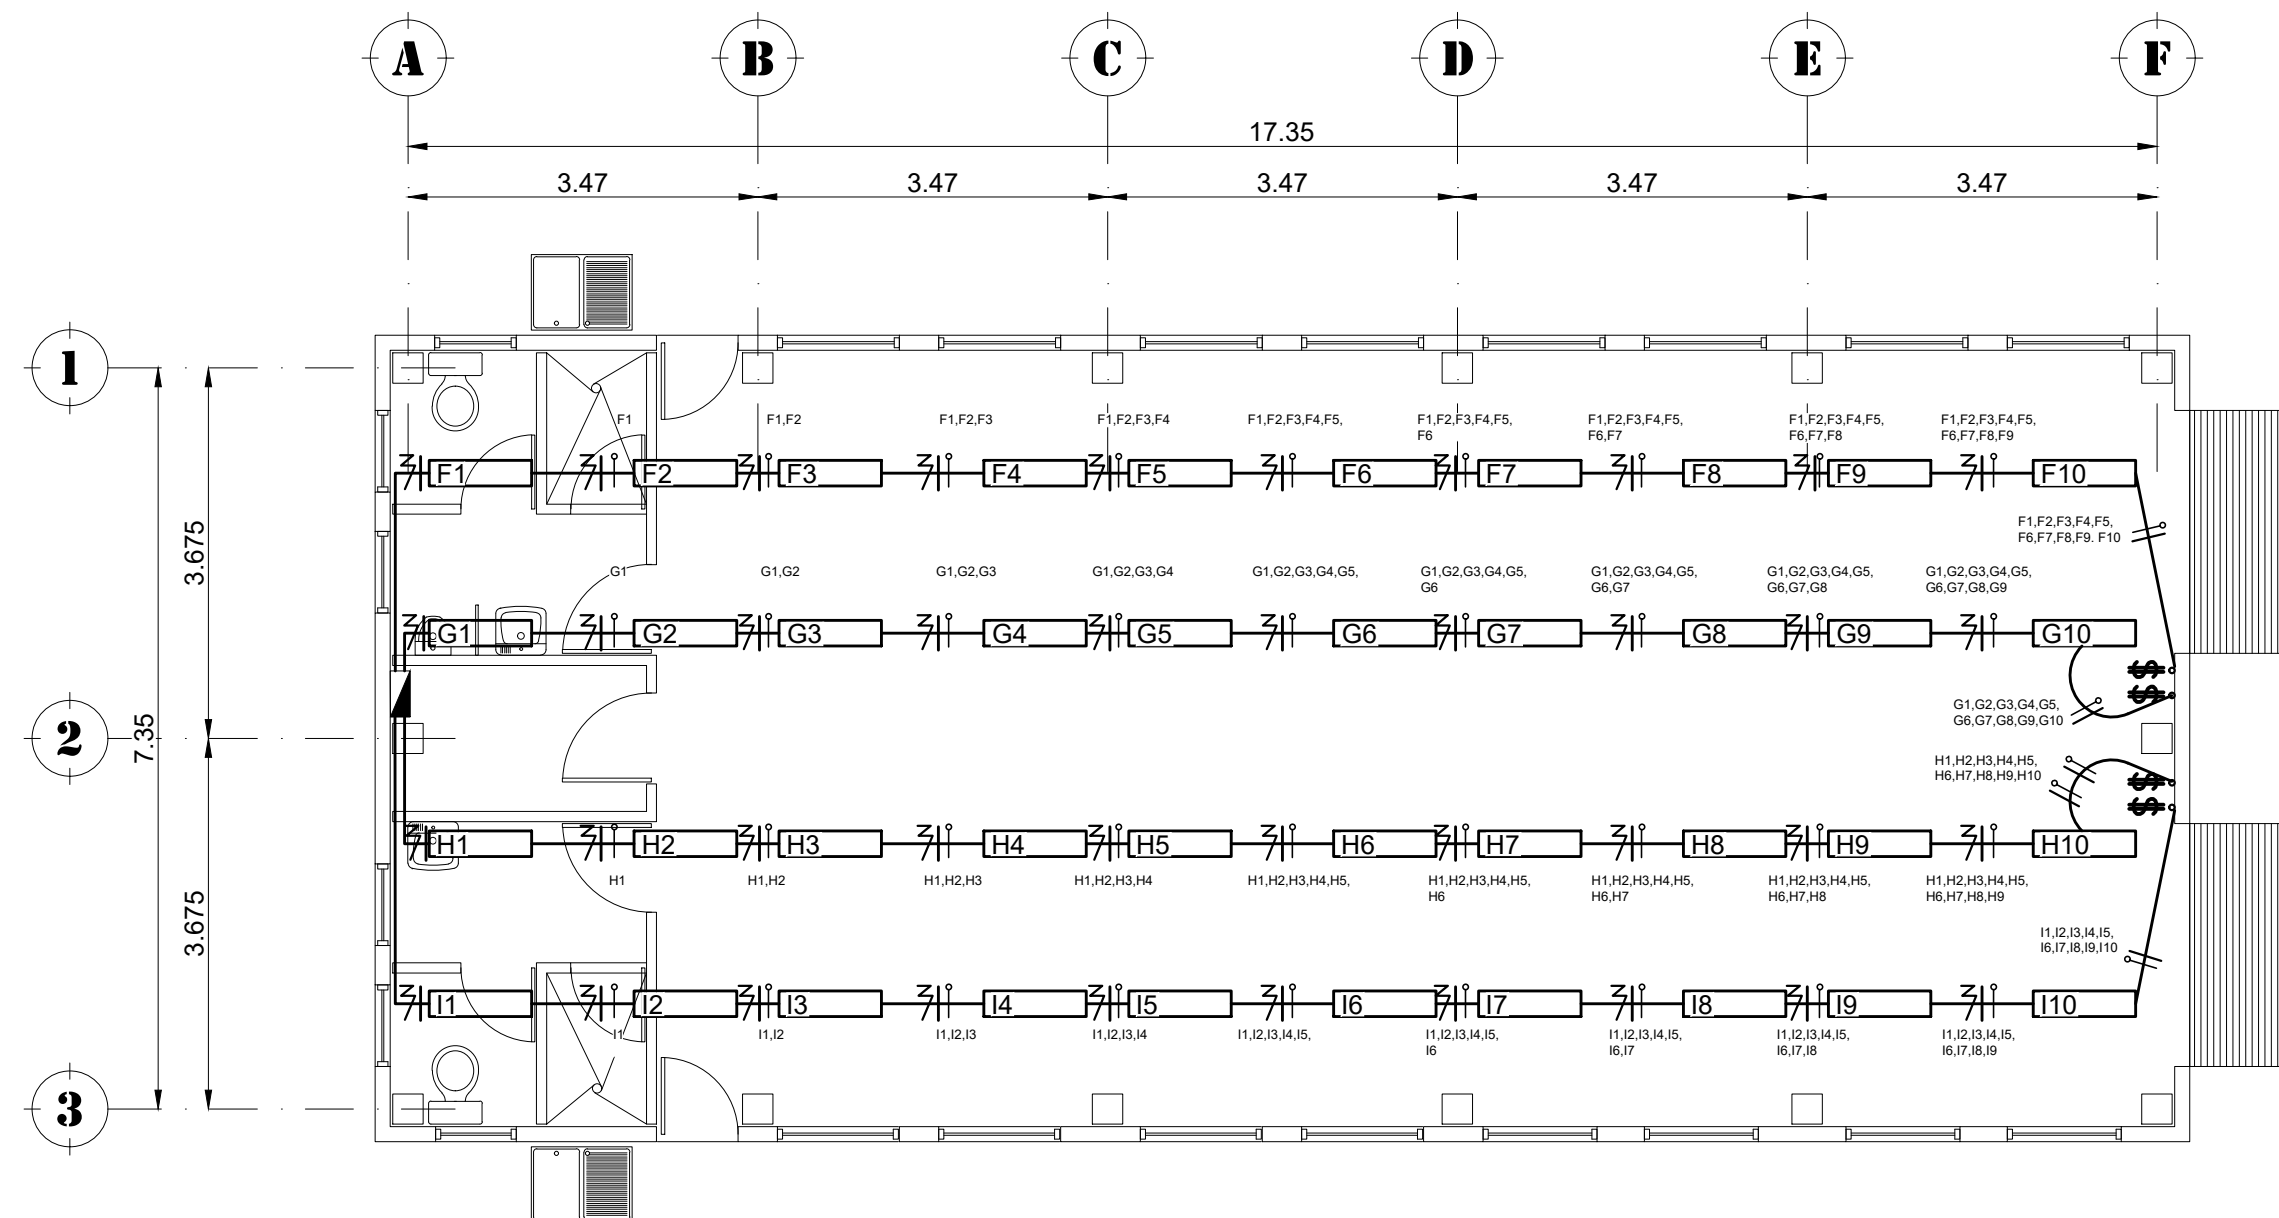 A B C D E F
17.35
3.47 3.47 3.47 3.47 3.47
1
3.675
F1 F1,F2 F1,F2,F3 F1,F2,F3,F4 F1,F2,F3,F4,F5, F1,F2,F3,F4,F5, F1,F2,F3,F4,F5, F1,F2,F3,F4,F5, F1,F2,F3,F4,F5,
F6 F6,F7 F6,F7,F8 F6,F7,F8,F9
F1 F2 F3 F4 F5 F6 F7 F8 F9 F10
F1,F2,F3,F4,F5,
F6,F7,F8,F9. F10
G1 G1,G2 G1,G2,G3 G1,G2,G3,G4 G1,G2,G3,G4,G5, G1,G2,G3,G4,G5, G1,G2,G3,G4,G5, G1,G2,G3,G4,G5, G1,G2,G3,G4,G5,
G6 G6,G7 G6,G7,G8 G6,G7,G8,G9
G1 G2 G3 G4 G5 G6 G7 G8 G9 G10
$
$
G1,G2,G3,G4,G5,
G6,G7,G8,G9,G10
2
7.35
H1,H2,H3,H4,H5,
H6,H7,H8,H9,H10
$
$
H1 H2 H3 H4 H5 H6 H7 H8 H9 H10
H1 H1,H2 H1,H2,H3 H1,H2,H3,H4 H1,H2,H3,H4,H5, H1,H2,H3,H4,H5, H1,H2,H3,H4,H5, H1,H2,H3,H4,H5, H1,H2,H3,H4,H5,
H6 H6,H7 H6,H7,H8 H6,H7,H8,H9
3.675
I1,I2,I3,I4,I5,
I6,I7,I8,I9,I10
I1 I2 I3 I4 I5 I6 I7 I8 I9 I10
I1 I1,I2 I1,I2,I3 I1,I2,I3,I4 I1,I2,I3,I4,I5, I1,I2,I3,I4,I5, I1,I2,I3,I4,I5, I1,I2,I3,I4,I5, I1,I2,I3,I4,I5,
I6 I6,I7 I6,I7,I8 I6,I7,I8,I9
3